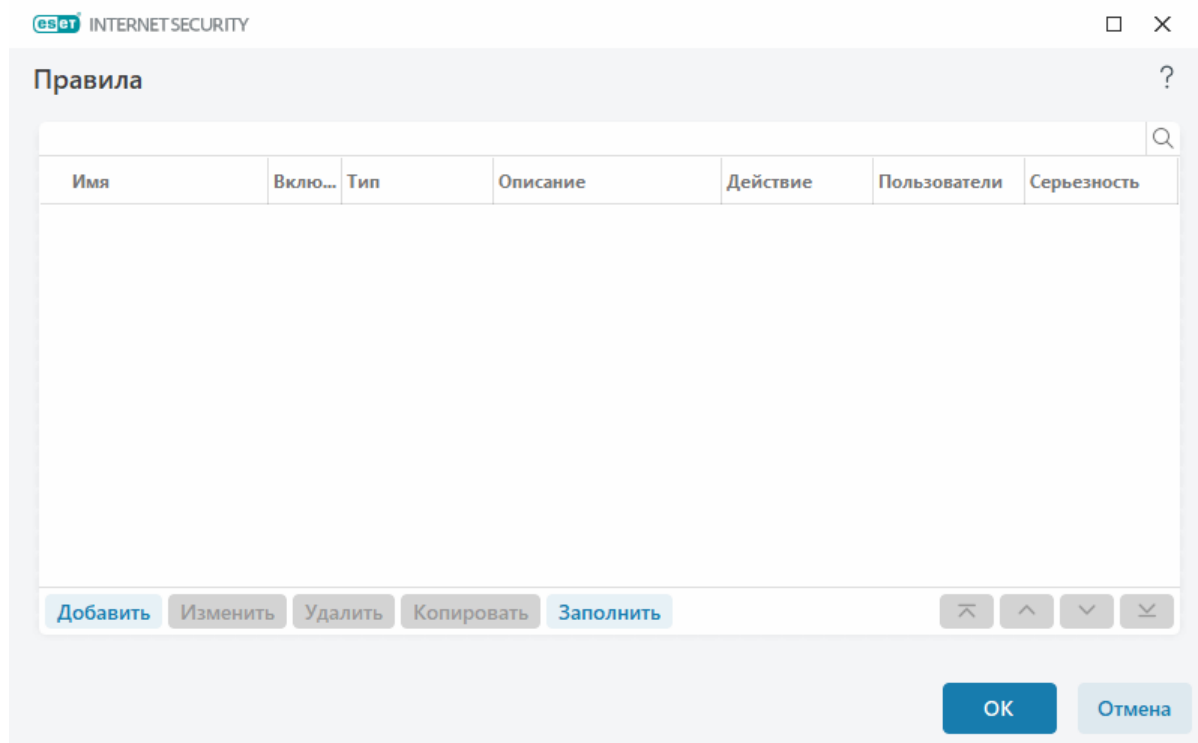 eset INTERNET SECURITY
Правила
?
Имя Вклю... Тип Описание Действие Пользователи Серьезность
Добавить Изменить Удалить Копировать Заполнить
OK Отмена